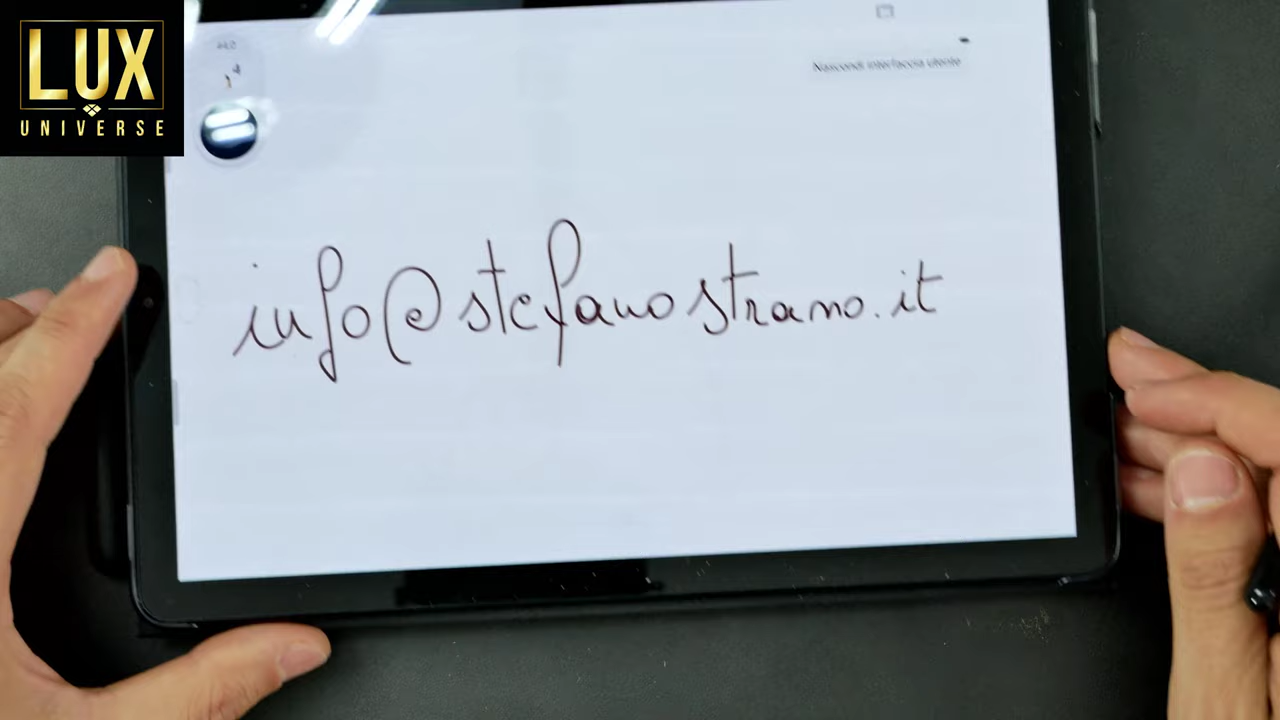 LUX
UNIVERSE
Nascondi interfaccia utente
info@stefanostramo.it